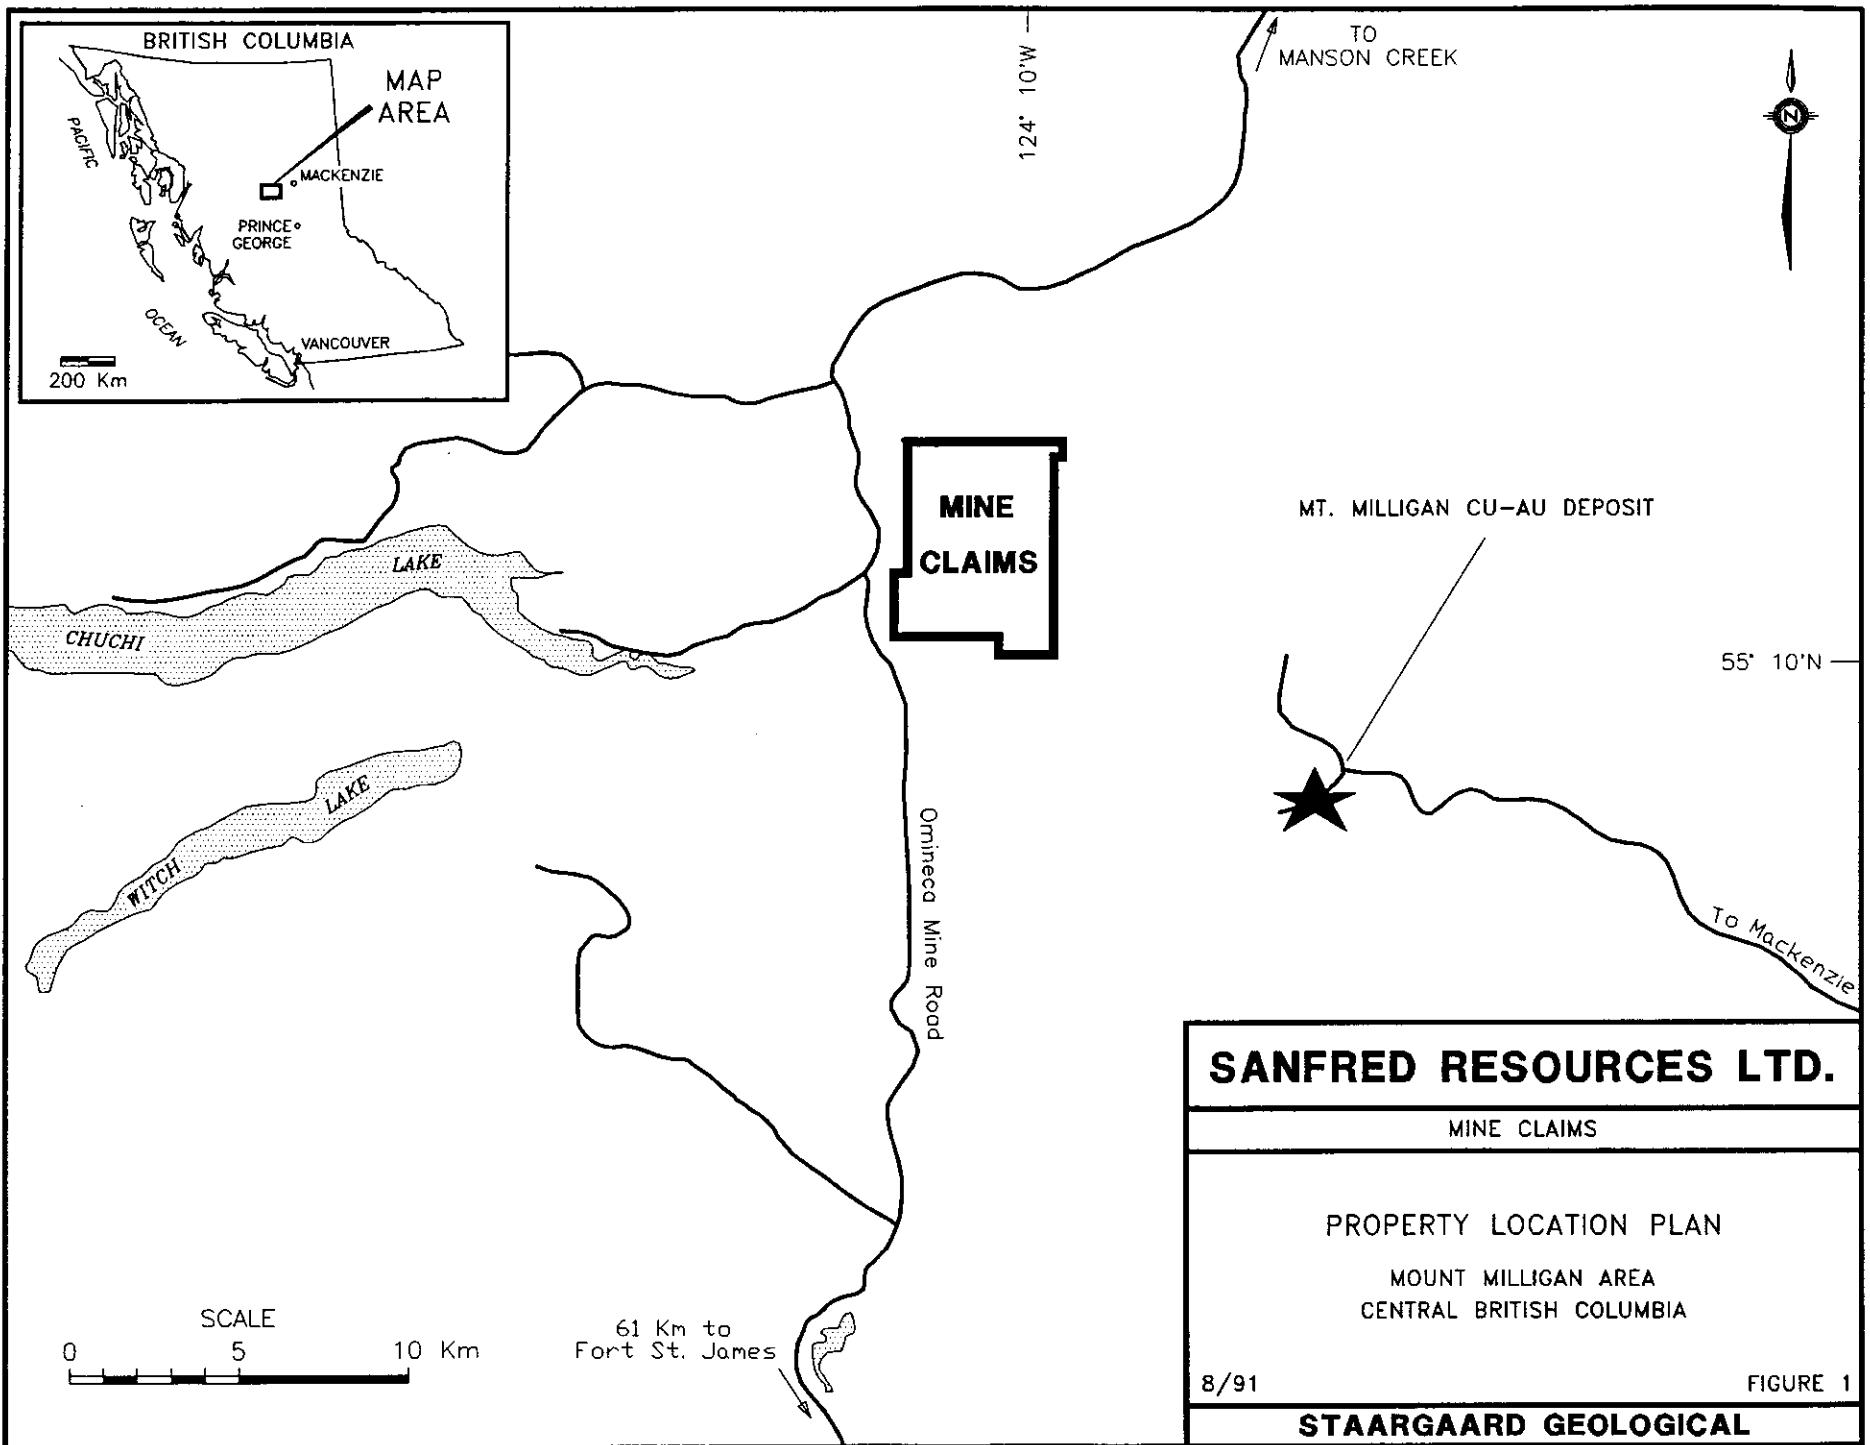 BRITISH COLUMBIA
MAP
AREA
PACIFIC
MACKENZIE
PRINCE
GEORGE
OCEAN
VANCOUVER
200 Km
124° 10'W
TO
MANSON CREEK
N
MINE
CLAIMS
MT. MILLIGAN CU-AU DEPOSIT
LAKE
CHUCHI
55° 10'N
LAKE
WITCH
Omineca Mine Road
To Mackenzie
SCALE
0 5 10 Km
61 Km to
Fort St. James
SANFRED RESOURCES LTD.
MINE CLAIMS
PROPERTY LOCATION PLAN
MOUNT MILLIGAN AREA
CENTRAL BRITISH COLUMBIA
8/91 FIGURE 1
STAARGAARD GEOLOGICAL